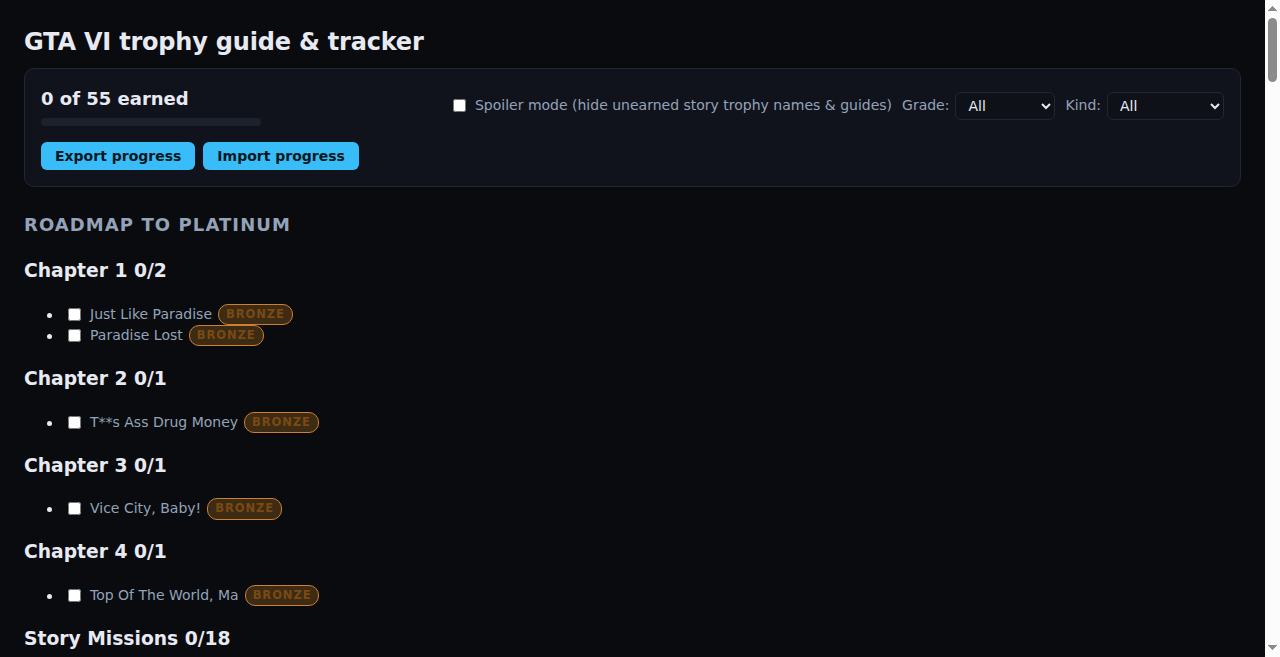 GTA VI trophy guide & tracker
0 of 55 earned
Spoiler mode (hide unearned story trophy names & guides) Grade: All Kind: All
Export progress Import progress
ROADMAP TO PLATINUM
Chapter 1 0/2
Just Like Paradise BRONZE
Paradise Lost BRONZE
Chapter 2 0/1
T**s Ass Drug Money BRONZE
Chapter 3 0/1
Vice City, Baby! BRONZE
Chapter 4 0/1
Top Of The World, Ma BRONZE
Story Missions 0/18